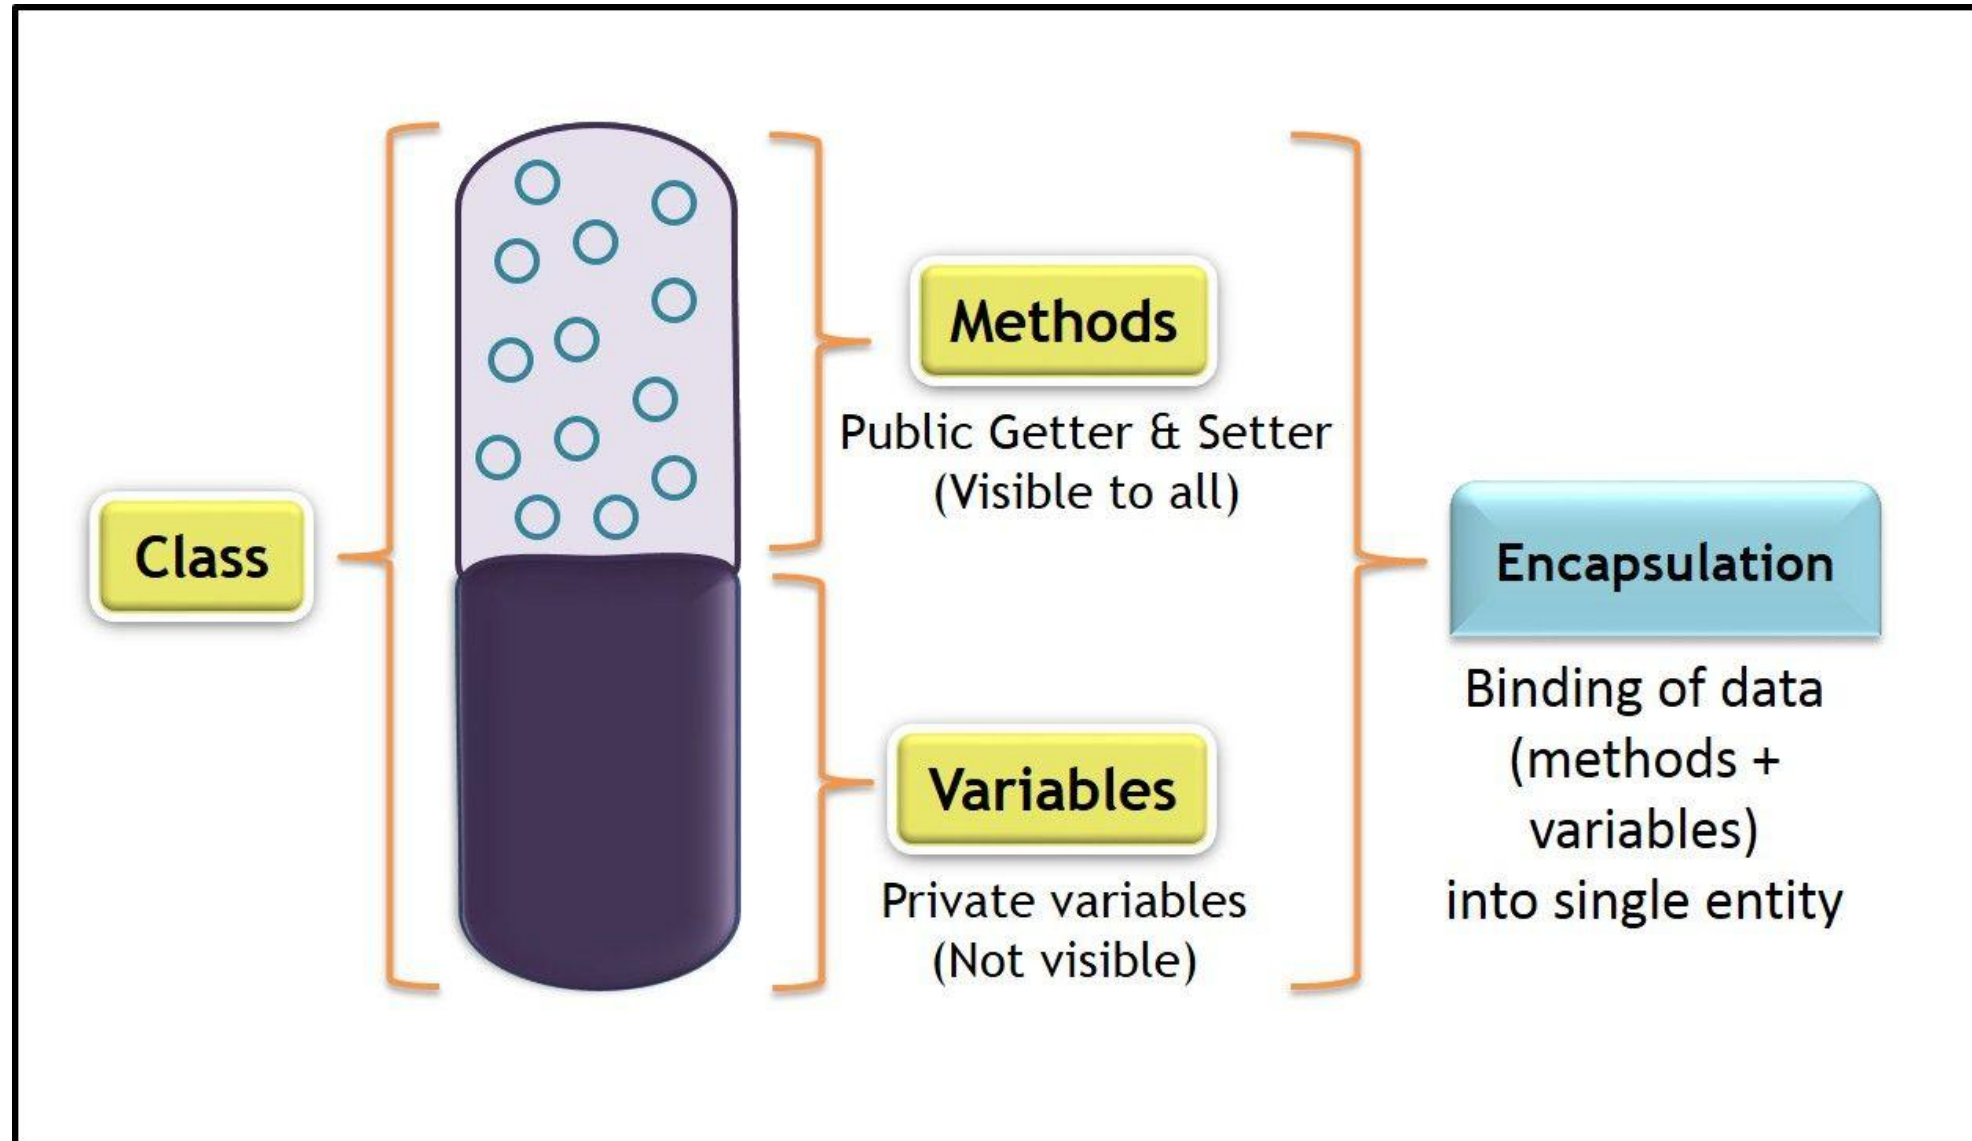 Class
Methods
Public Getter & Setter
(Visible to all)
Variables
Private variables
(Not visible)
Encapsulation
Binding of data
(methods +
variables)
into single entity